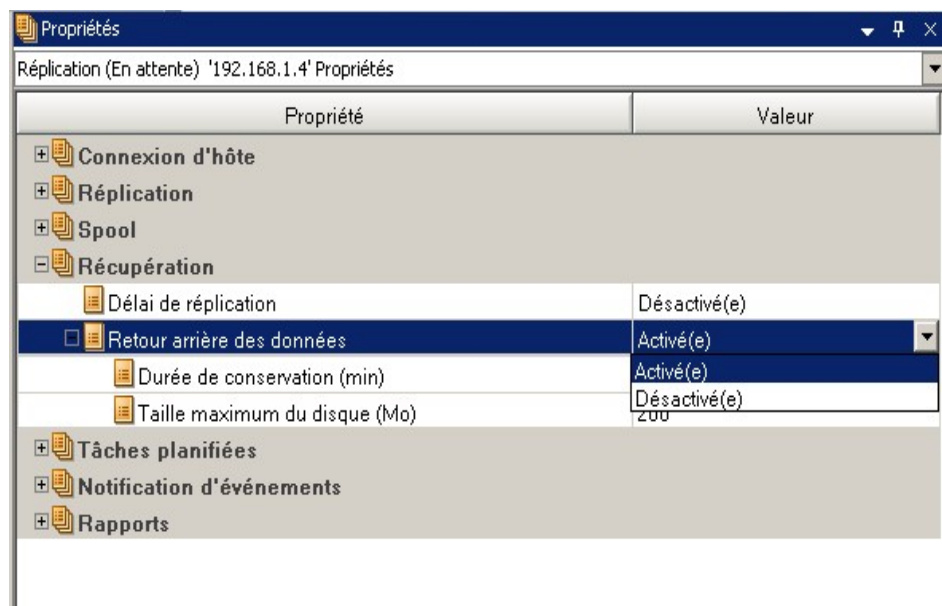 Propriétés
Réplication (En attente) '192.168.1.4' Propriétés
Propriété Valeur
Connexion d'hôte
Réplication
Spool
Récupération
Délai de réplication Désactivé(e)
Retour arrière des données Activé(e)
Durée de conservation (min) Activé(e)
Désactivé(e)
Taille maximum du disque (Mo)
Tâches planifiées
Notification d'événements
Rapports